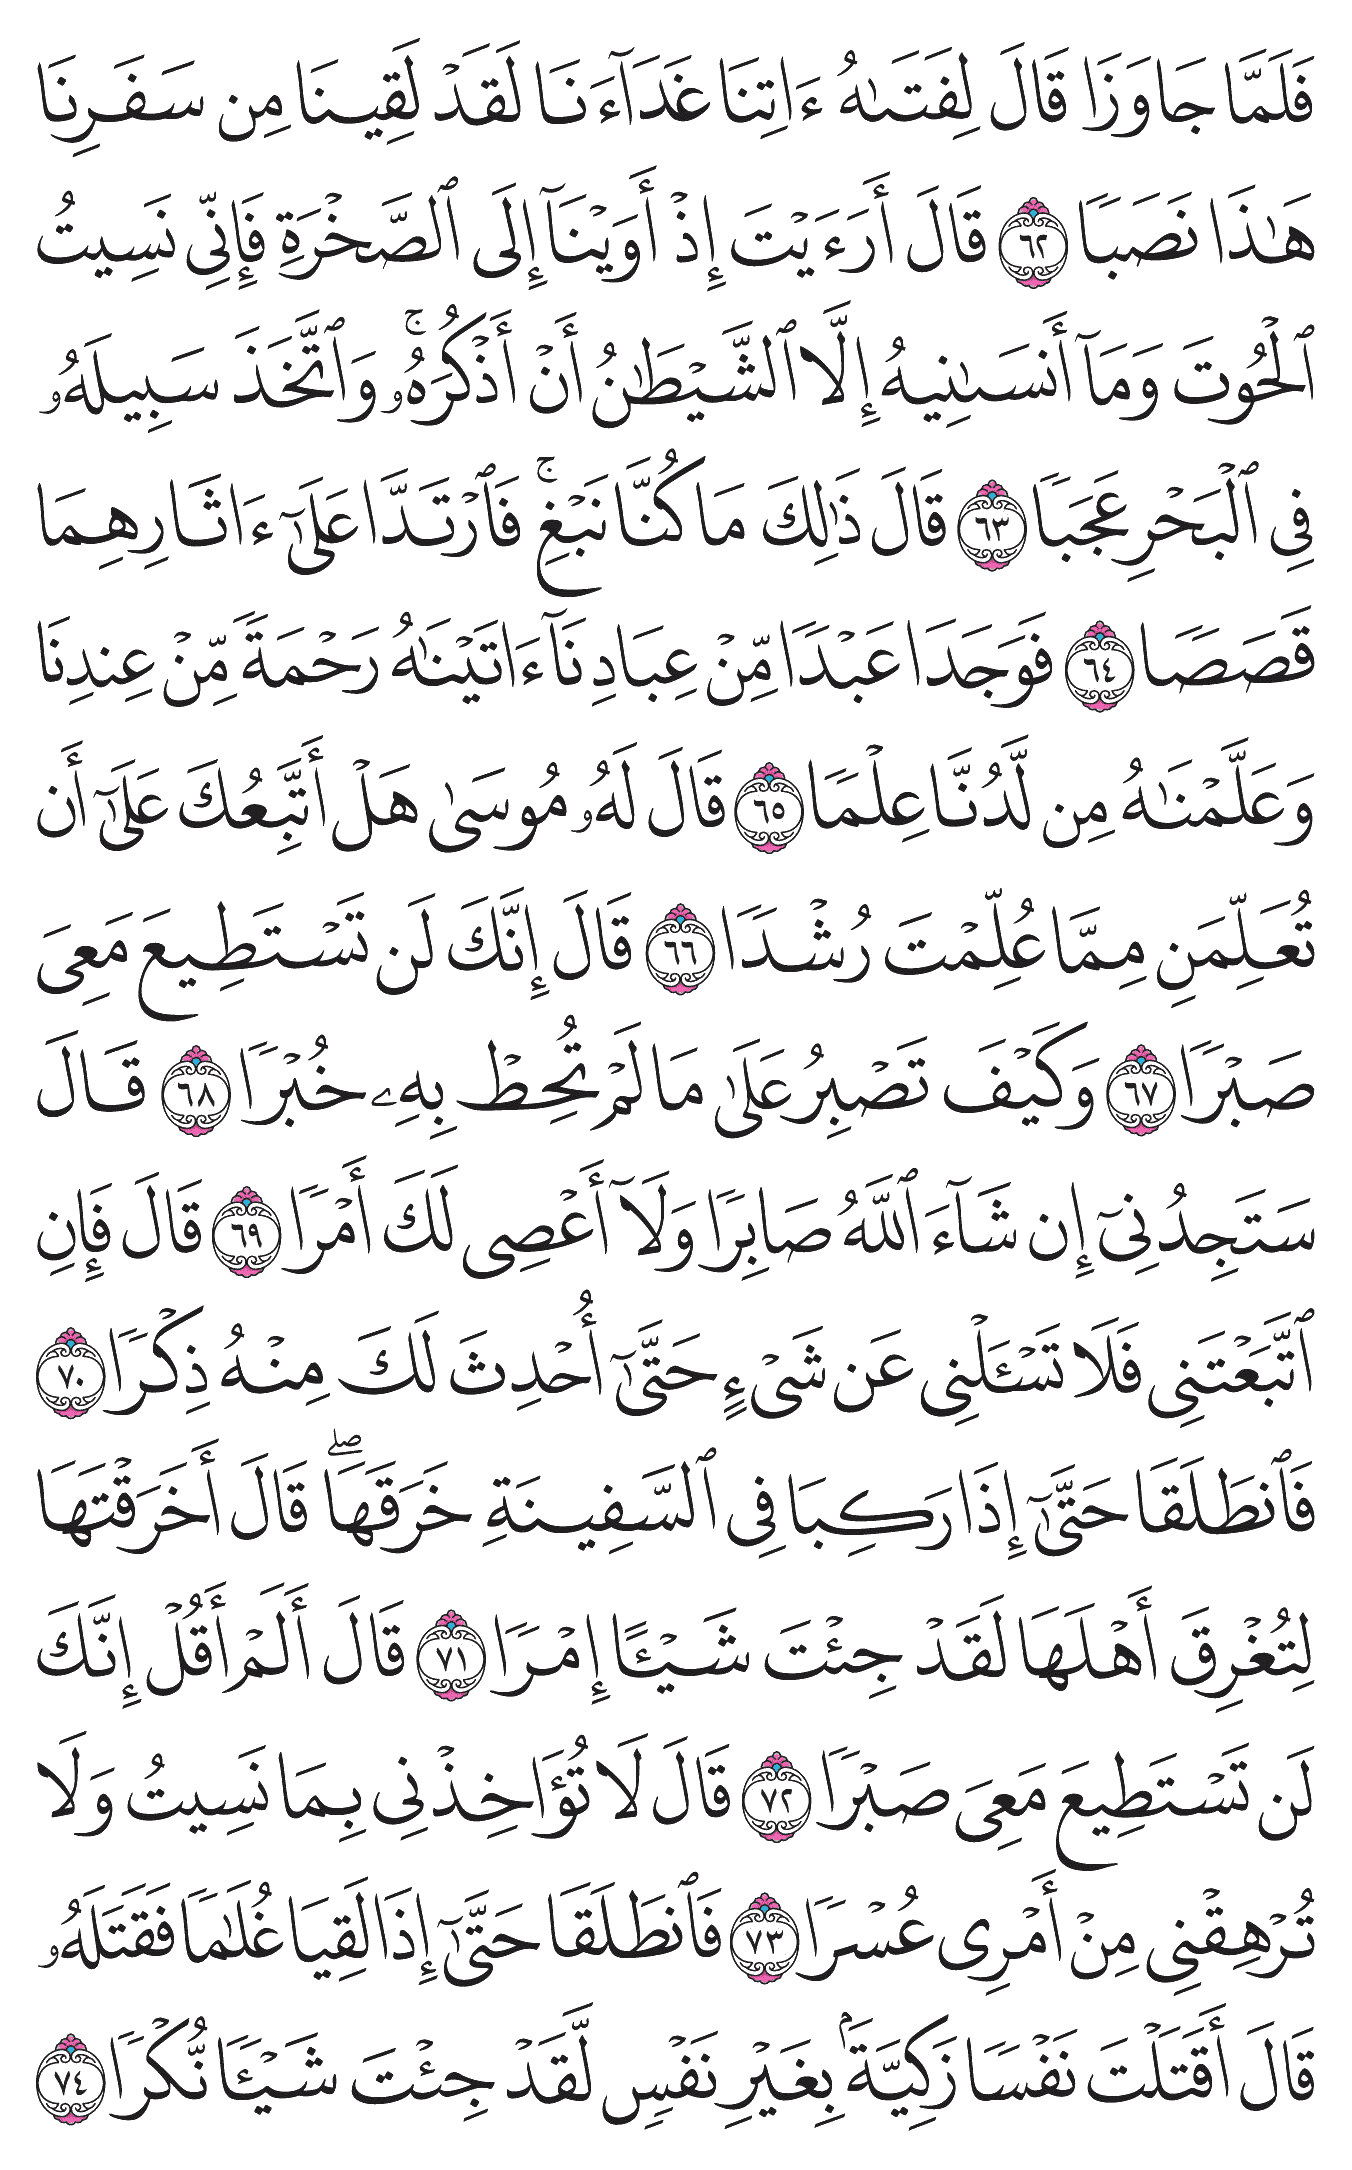 فَلَمَّا جَاوَزَا قَالَ لِفَتَىٰهُ ءَاتِنَا غَدَآءَنَا لَقَدۡ لَقِينَا مِن سَفَرِنَا
هَٰذَا نَصَبٗا ٦٢ قَالَ أَرَءَيۡتَ إِذۡ أَوَيۡنَآ إِلَى ٱلصَّخۡرَةِ فَإِنِّي نَسِيتُ
ٱلۡحُوتَ وَمَآ أَنسَىٰنِيهُ إِلَّا ٱلشَّيۡطَٰنُ أَنۡ أَذۡكُرَهُۥۚ وَٱتَّخَذَ سَبِيلَهُۥ
فِي ٱلۡبَحۡرِ عَجَبٗا ٦٣ قَالَ ذَٰلِكَ مَا كُنَّا نَبۡغِۚ فَٱرۡتَدَّا عَلَىٰٓ ءَاثَارِهِمَا
قَصَصٗا ٦٤ فَوَجَدَا عَبۡدٗا مِّنۡ عِبَادِنَآ ءَاتَيۡنَٰهُ رَحۡمَةٗ مِّنۡ عِندِنَا
وَعَلَّمۡنَٰهُ مِن لَّدُنَّا عِلۡمٗا ٦٥ قَالَ لَهُۥ مُوسَىٰ هَلۡ أَتَّبِعُكَ عَلَىٰٓ أَن
تُعَلِّمَنِ مِمَّا عُلِّمۡتَ رُشۡدٗا ٦٦ قَالَ إِنَّكَ لَن تَسۡتَطِيعَ مَعِيَ
صَبۡرٗا ٦٧ وَكَيۡفَ تَصۡبِرُ عَلَىٰ مَا لَمۡ تُحِطۡ بِهِۦ خُبۡرٗا ٦٨ قَالَ
سَتَجِدُنِيٓ إِن شَآءَ ٱللَّهُ صَابِرٗا وَلَآ أَعۡصِي لَكَ أَمۡرٗا ٦٩ قَالَ فَإِنِ
ٱتَّبَعۡتَنِي فَلَا تَسۡـَٔلۡنِي عَن شَيۡءٍ حَتَّىٰٓ أُحۡدِثَ لَكَ مِنۡهُ ذِكۡرٗا ٧٠
فَٱنطَلَقَا حَتَّىٰٓ إِذَا رَكِبَا فِي ٱلسَّفِينَةِ خَرَقَهَاۖ قَالَ أَخَرَقۡتَهَا
لِتُغۡرِقَ أَهۡلَهَا لَقَدۡ جِئۡتَ شَيۡـًٔا إِمۡرٗا ٧١ قَالَ أَلَمۡ أَقُلۡ إِنَّكَ
لَن تَسۡتَطِيعَ مَعِيَ صَبۡرٗا ٧٢ قَالَ لَا تُؤَاخِذۡنِي بِمَا نَسِيتُ وَلَا
تُرۡهِقۡنِي مِنۡ أَمۡرِي عُسۡرٗا ٧٣ فَٱنطَلَقَا حَتَّىٰٓ إِذَا لَقِيَا غُلَٰمٗا فَقَتَلَهُۥ
قَالَ أَقَتَلۡتَ نَفۡسٗا زَكِيَّةَۢ بِغَيۡرِ نَفۡسٖ لَّقَدۡ جِئۡتَ شَيۡـٔٗا نُّكۡرٗا ٧٤